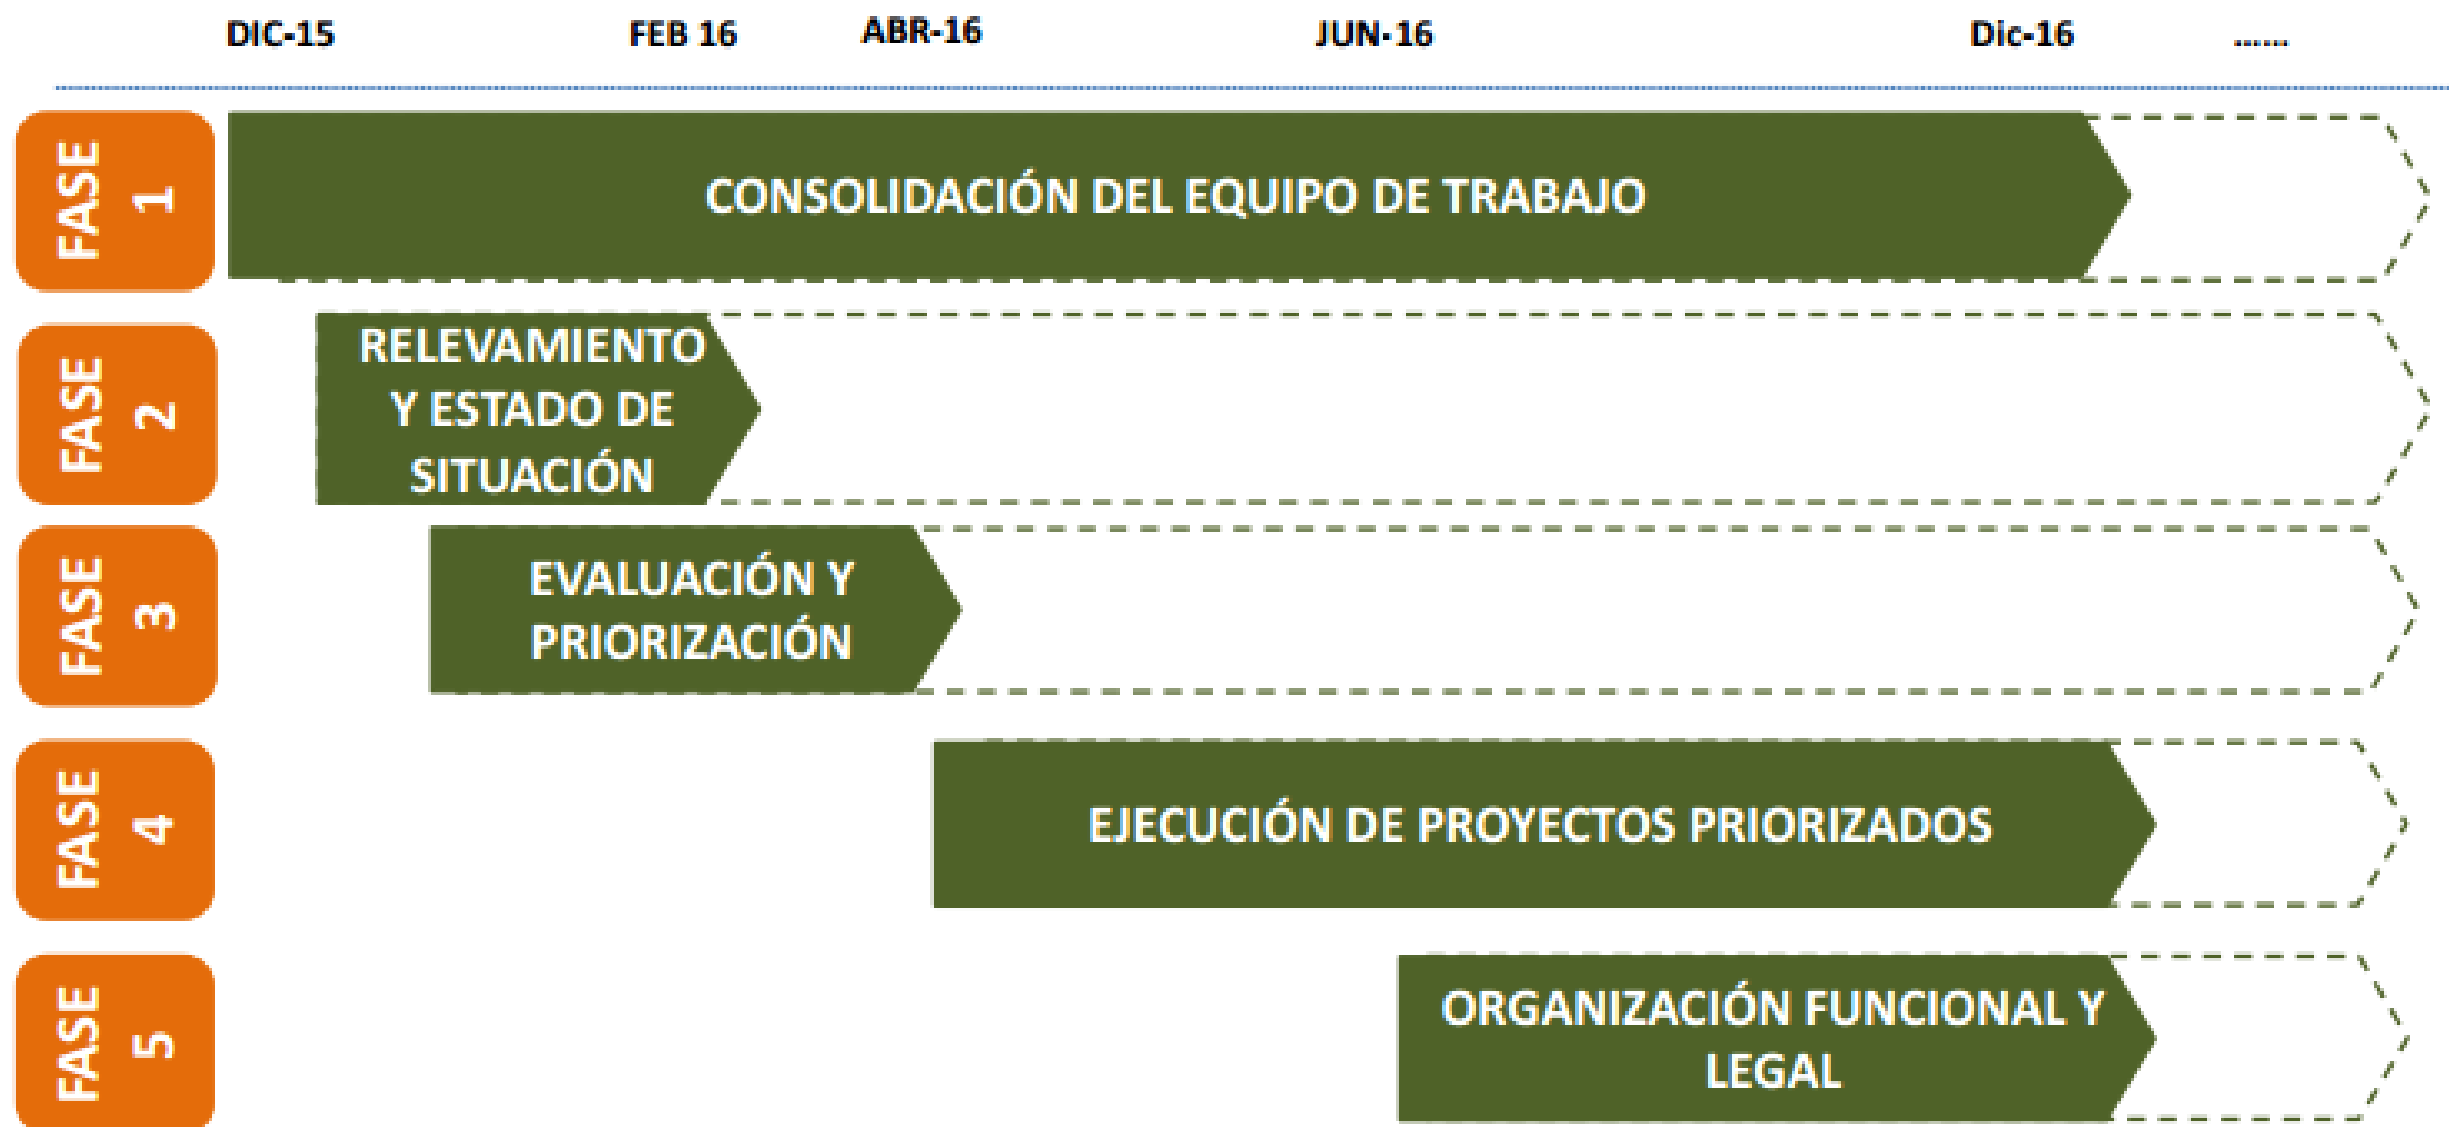 DIC-15 FEB 16 ABR-16 JUN-16 Dic-16 ......
FASE
1
CONSOLIDACIÓN DEL EQUIPO DE TRABAJO
FASE
2
RELEVAMIENTO
Y ESTADO DE
SITUACIÓN
FASE
3
EVALUACIÓN Y
PRIORIZACIÓN
FASE
4
EJECUCIÓN DE PROYECTOS PRIORIZADOS
FASE
5
ORGANIZACIÓN FUNCIONAL Y
LEGAL